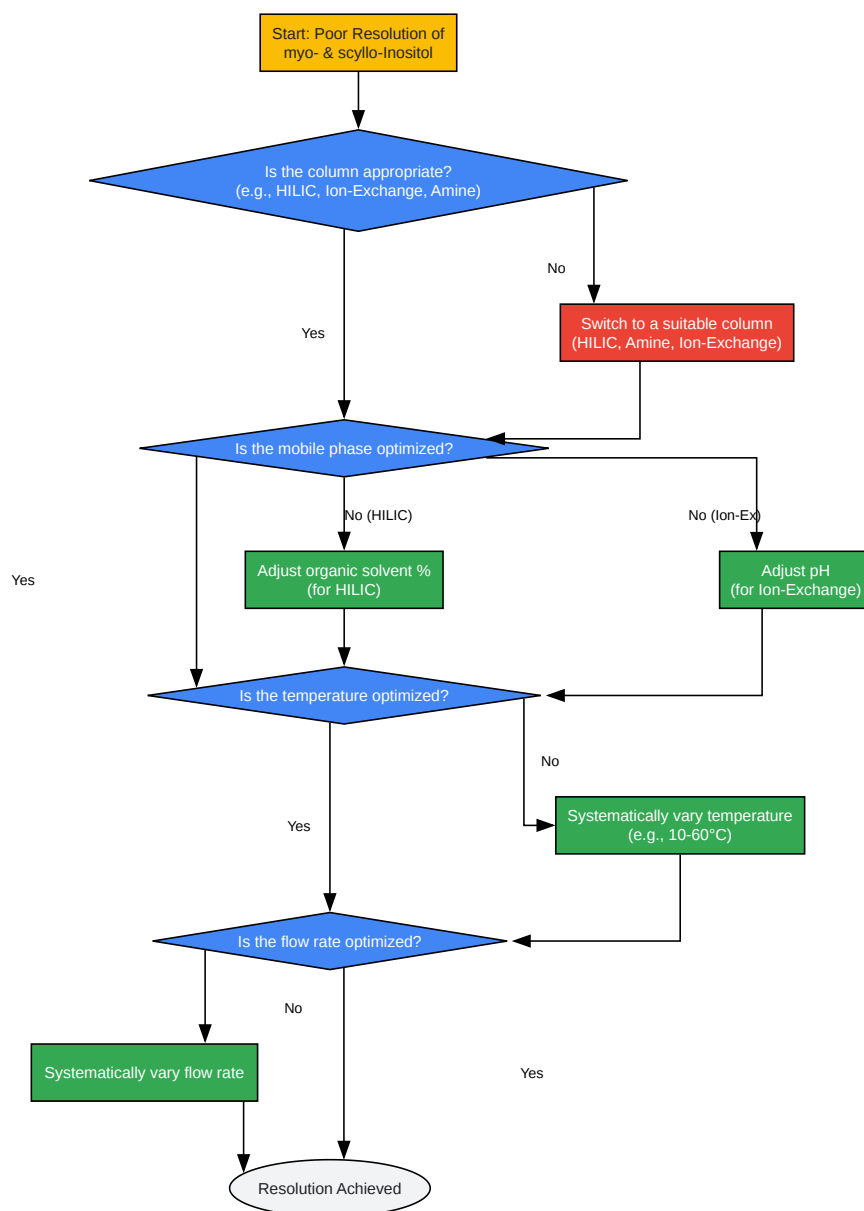 Start: Poor Resolution of
myo- & scyllo-Inositol
Is the column appropriate?
(e.g., HILIC, Ion-Exchange, Amine)
No
Yes
Switch to a suitable column
(HILIC, Amine, Ion-Exchange)
Is the mobile phase optimized?
No (HILIC)
No (Ion-Ex)
Yes
Adjust organic solvent %
(for HILIC)
Adjust pH
(for Ion-Exchange)
Is the temperature optimized?
No
Yes
Systematically vary temperature
(e.g., 10-60°C)
Is the flow rate optimized?
No
Yes
Systematically vary flow rate
Resolution Achieved